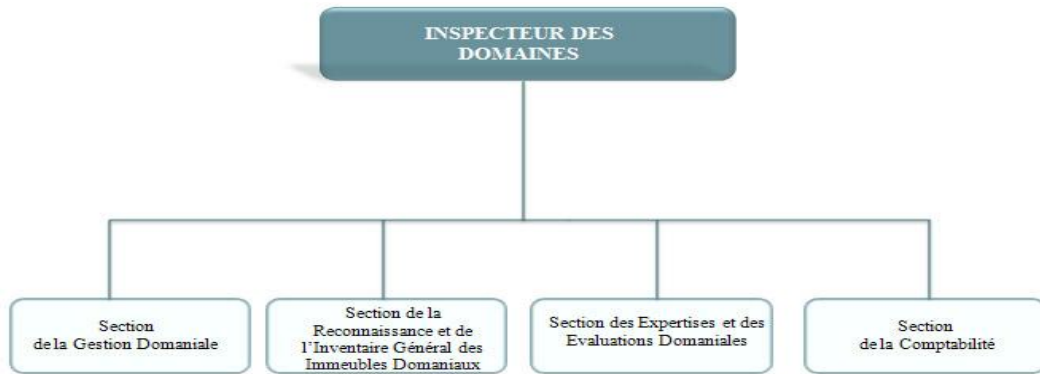 INSPECTEUR DES
DOMAINES
Section
de la Gestion Domaniale
Section de la
Reconnaissance et de
l’Inventaire Général des
Immeubles Domaniaux
Section des Expertises et des
Evaluations Domaniales
Section
de la Comptabilité